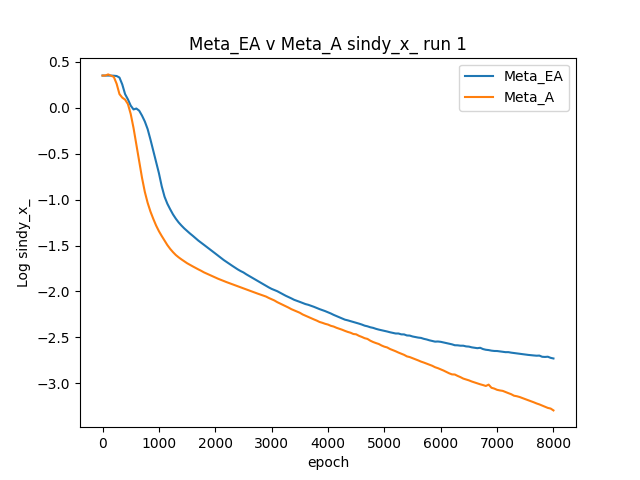 Meta_EA v Meta_A sindy_x_ run 1
Meta_EA
Meta_A
Log sindy_x_
0.5
0.0
−0.5
−1.0
−1.5
−2.0
−2.5
−3.0
0 1000 2000 3000 4000 5000 6000 7000 8000
epoch